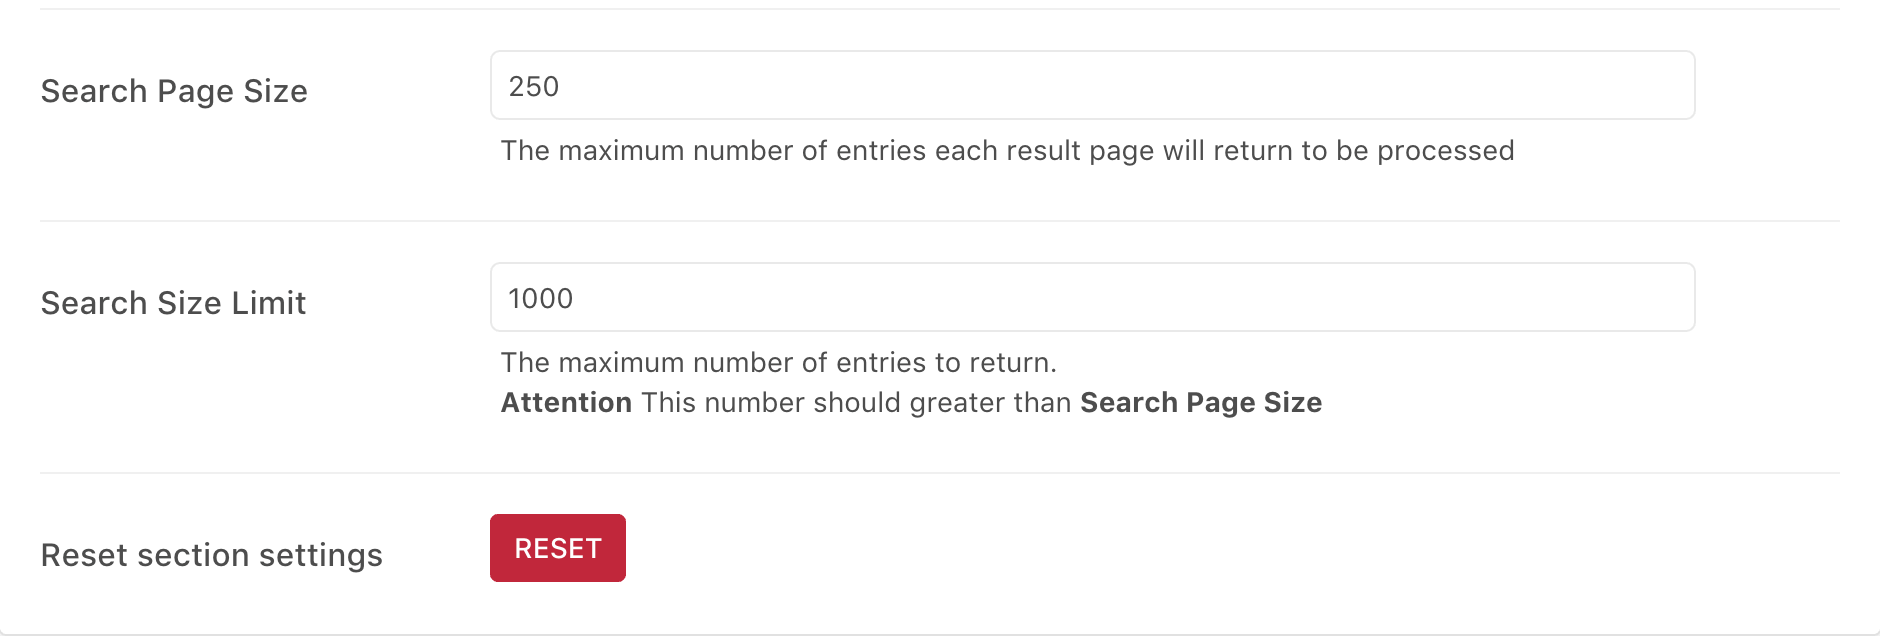 Search Page Size
250
The maximum number of entries each result page will return to be processed
Search Size Limit
1000
The maximum number of entries to return.
Attention This number should greater than Search Page Size
Reset section settings
RESET